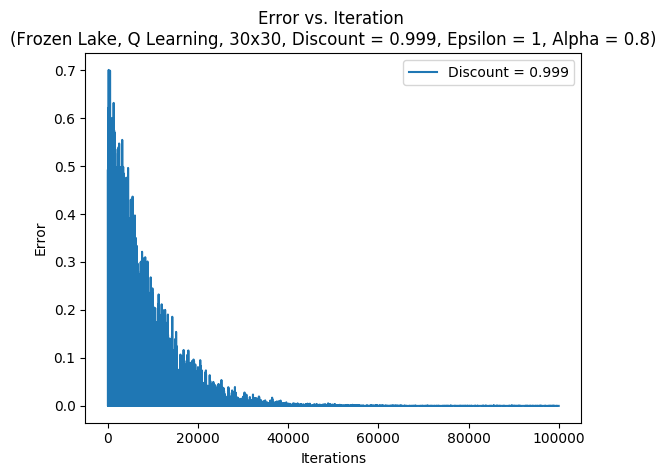 Error vs. Iteration
(Frozen Lake, Q Learning, 30x30, Discount = 0.999, Epsilon = 1, Alpha = 0.8)
Discount = 0.999
Error
0.7
0.6
0.5
0.4
0.3
0.2
0.1
0.0
0 20000 40000 60000 80000 100000
Iterations